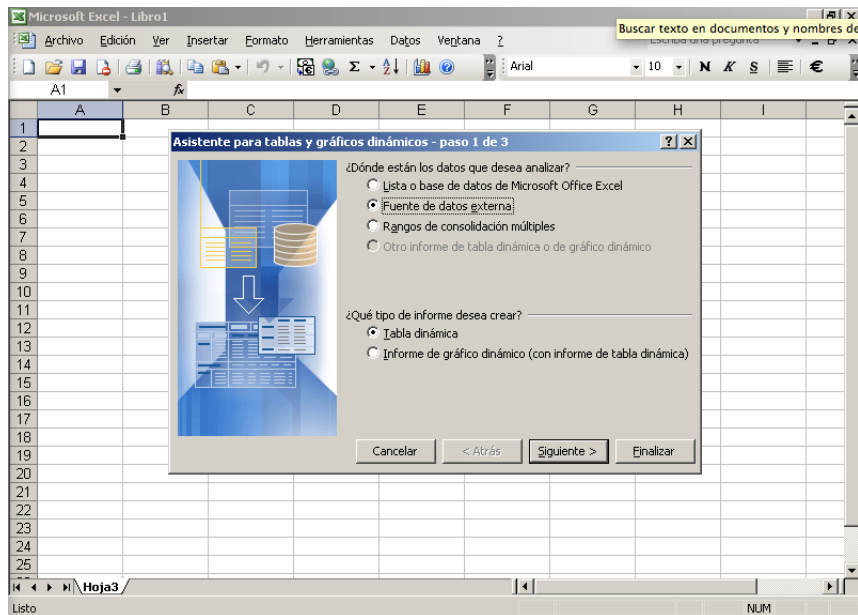 Microsoft Excel - Libro1
Buscar texto en documentos y nombres de
Archivo Edición Ver Insertar Formato Herramientas Datos Ventana ?
Arial 10 N K S €
A1 fx
A B C D E F G H I
1
2
3
4
5
6
7
8
9
10
11
12
13
14
15
16
17
18
19
20
21
22
23
24
25
Asistente para tablas y gráficos dinámicos - paso 1 de 3
¿Dónde están los datos que desea analizar?
Lista o base de datos de Microsoft Office Excel
Fuente de datos externa
Rangos de consolidación múltiples
Otro informe de tabla dinámica o de gráfico dinámico
¿Qué tipo de informe desea crear?
Tabla dinámica
Informe de gráfico dinámico (con informe de tabla dinámica)
Cancelar < Atrás Siguiente > Finalizar
Hoja3
Listo NUM